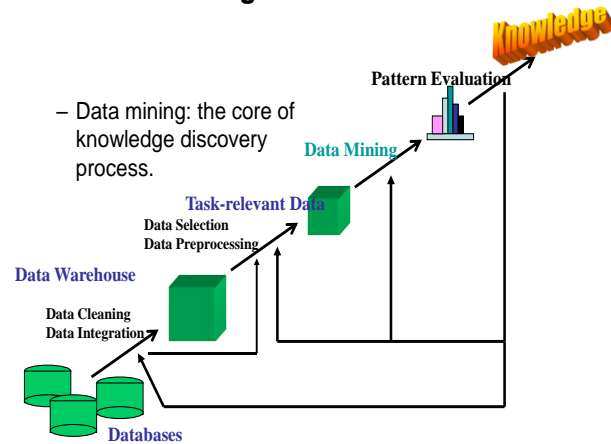 Knowledge
Pattern Evaluation
– Data mining: the core of
knowledge discovery
process.
Data Mining
Task-relevant Data
Data Selection
Data Preprocessing
Data Warehouse
Data Cleaning
Data Integration
Databases